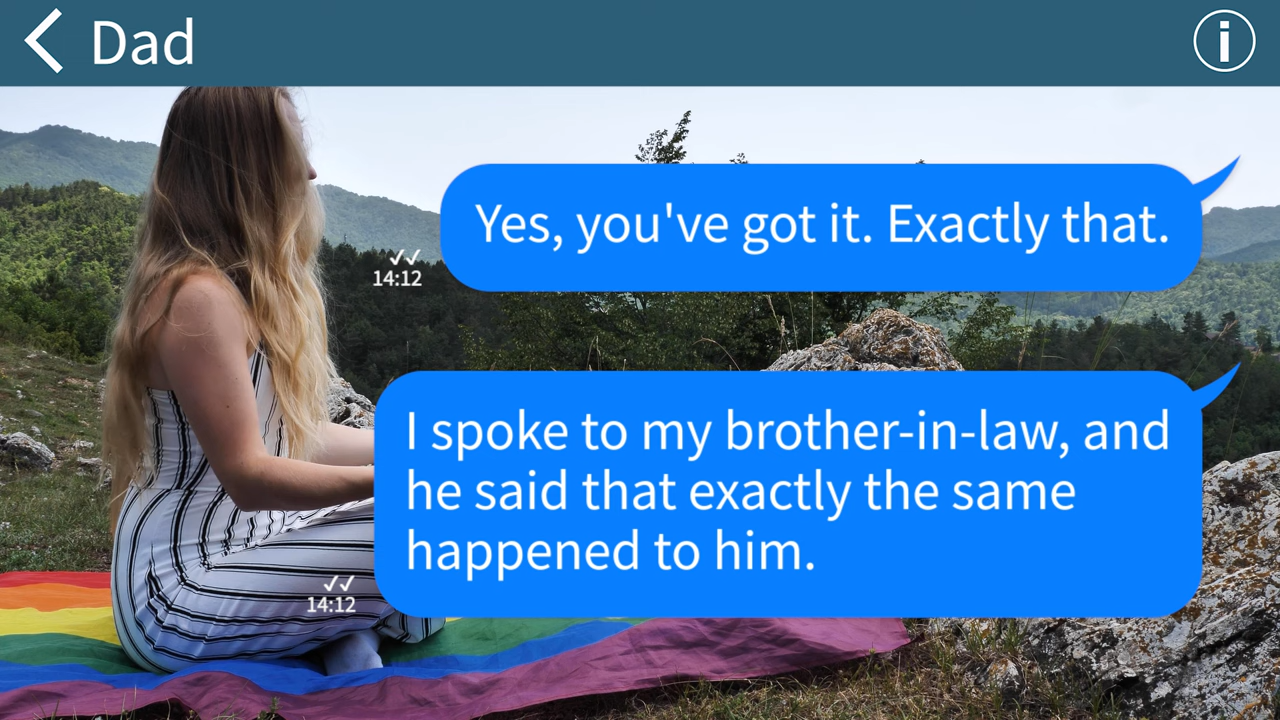 Dad
Yes, you've got it. Exactly that.
14:12
I spoke to my brother-in-law, and
he said that exactly the same
happened to him.
14:12